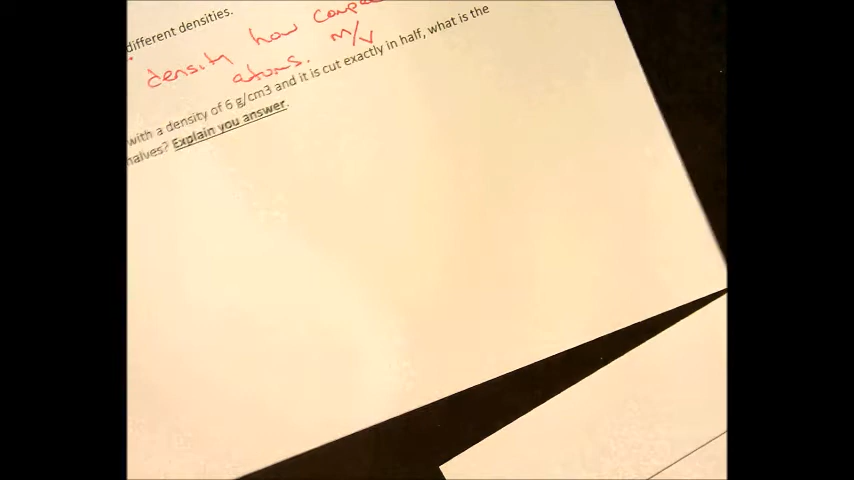 different densities.
density how
atoms. m/v
with a density of 6 g/cm3 and it is cut exactly in half, what is the
halves? Explain you answer.